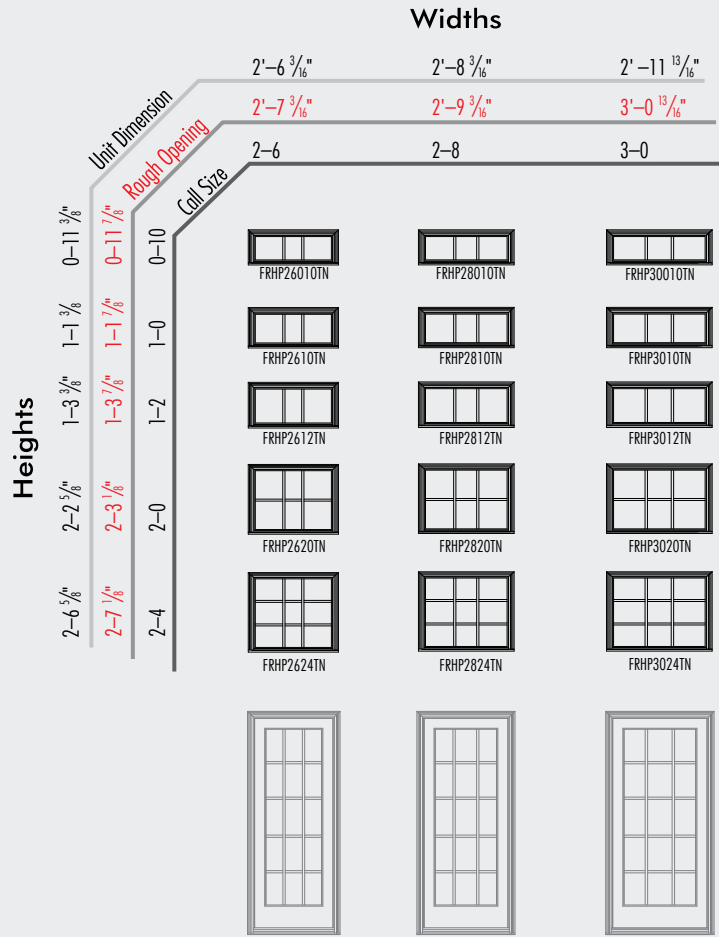 Widths
2'–6 3/16" 2'–8 3/16" 2'–11 13/16"
Unit Dimension
2'–7 3/16" 2'–9 3/16" 3'–0 13/16"
Rough Opening
2–6 2–8 3–0
Call Size
Heights
0–11 3/8" 0–11 7/8" 0–10
FRHP26010TN FRHP28010TN FRHP30010TN
1–1 3/8 1–1 7/8" 1–0
FRHP2610TN FRHP2810TN FRHP3010TN
1–3 3/8" 1–3 7/8" 1–2
FRHP2612TN FRHP2812TN FRHP3012TN
2–2 5/8" 2–3 1/8" 2–0
FRHP2620TN FRHP2820TN FRHP3020TN
2–6 5/8" 2–7 1/8" 2–4
FRHP2624TN FRHP2824TN FRHP3024TN